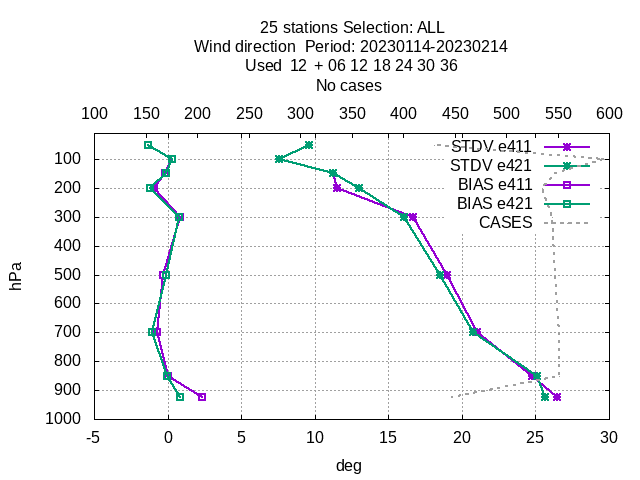 25 stations Selection: ALL
Wind direction  Period: 20230114-20230214
Used  12  + 06 12 18 24 30 36
No cases
100 150 200 250 300 350 400 450 500 550 600
STDV e411
STDV e421
BIAS e411
BIAS e421
CASES
100
200
300
400
500
600
700
800
900
1000
hPa
-5 0 5 10 15 20 25 30
deg